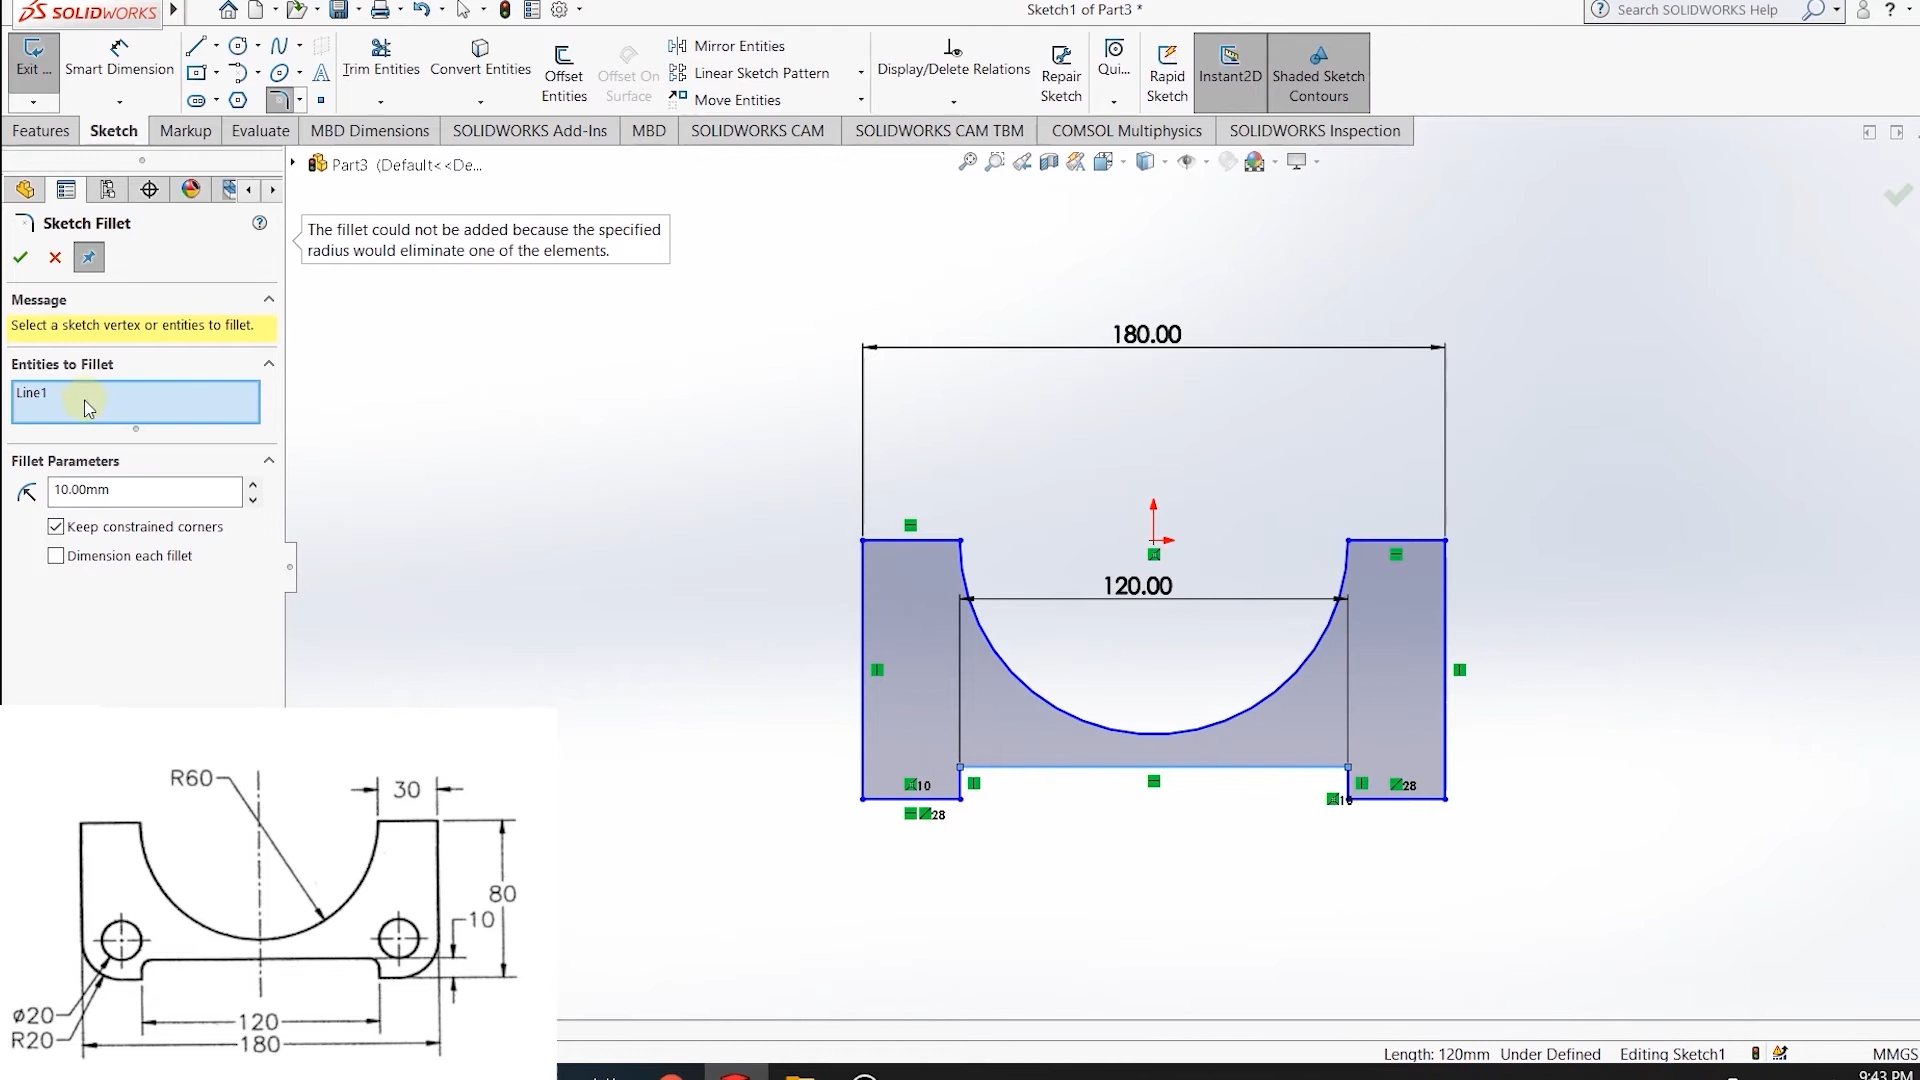 SOLIDWORKS
Sketch1 of Part3 *
Search SOLIDWORKS Help
?
Exit ...
Smart Dimension
Trim Entities
Convert Entities
Offset Entities
Offset On Surface
Mirror Entities
Linear Sketch Pattern
Move Entities
Display/Delete Relations
Repair Sketch
Qui...
Rapid Sketch
Instant2D
Shaded Sketch Contours
Features
Sketch
Markup
Evaluate
MBD Dimensions
SOLIDWORKS Add-Ins
MBD
SOLIDWORKS CAM
SOLIDWORKS CAM TBM
COMSOL Multiphysics
SOLIDWORKS Inspection
Part3 (Default<<De...
Sketch Fillet
The fillet could not be added because the specified
radius would eliminate one of the elements.
Message
Select a sketch vertex or entities to fillet.
Entities to Fillet
Line1
Fillet Parameters
10.00mm
Keep constrained corners
Dimension each fillet
180.00
120.00
10
28
28
R60
30
80
10
ø20
R20
120
180
Length: 120mm
Under Defined
Editing Sketch1
MMGS
9:43 PM